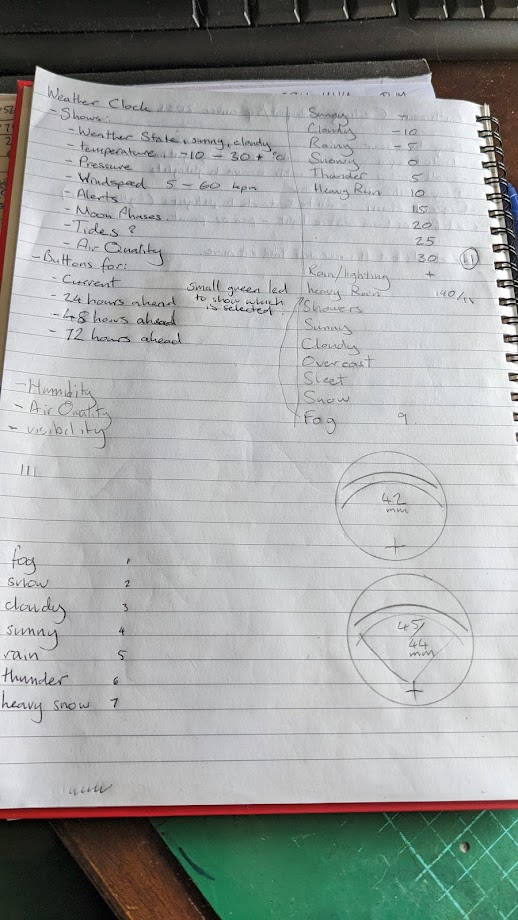 Weather Clock
- Shows:
- Weather State, sunny, cloudy
- temperature -10 - 30+ °C
- Pressure
- Windspeed 5 - 60 kph
- Alerts
- Moon Phases
- Tides?
- Air Quality
- Buttons for:
- Current
- 24 hours ahead
- 48 hours ahead
- 72 hours ahead
small green led
to show which
is selected.
- Humidity
- Air Quality
- visibility
111
fog 1
snow 2
cloudy 3
sunny 4
rain 5
thunder 6
heavy snow 7
Sunny
Cloudy -10
Rainy -5
Snowy 0
Thunder 5
Heavy Rain 10
15
20
25
30 11
Rain/lighting +
heavy Rain 190/
Showers
Sunny
Cloudy
Overcast
Sleet
Snow
Fog 9
42
mm
45/
44
mm